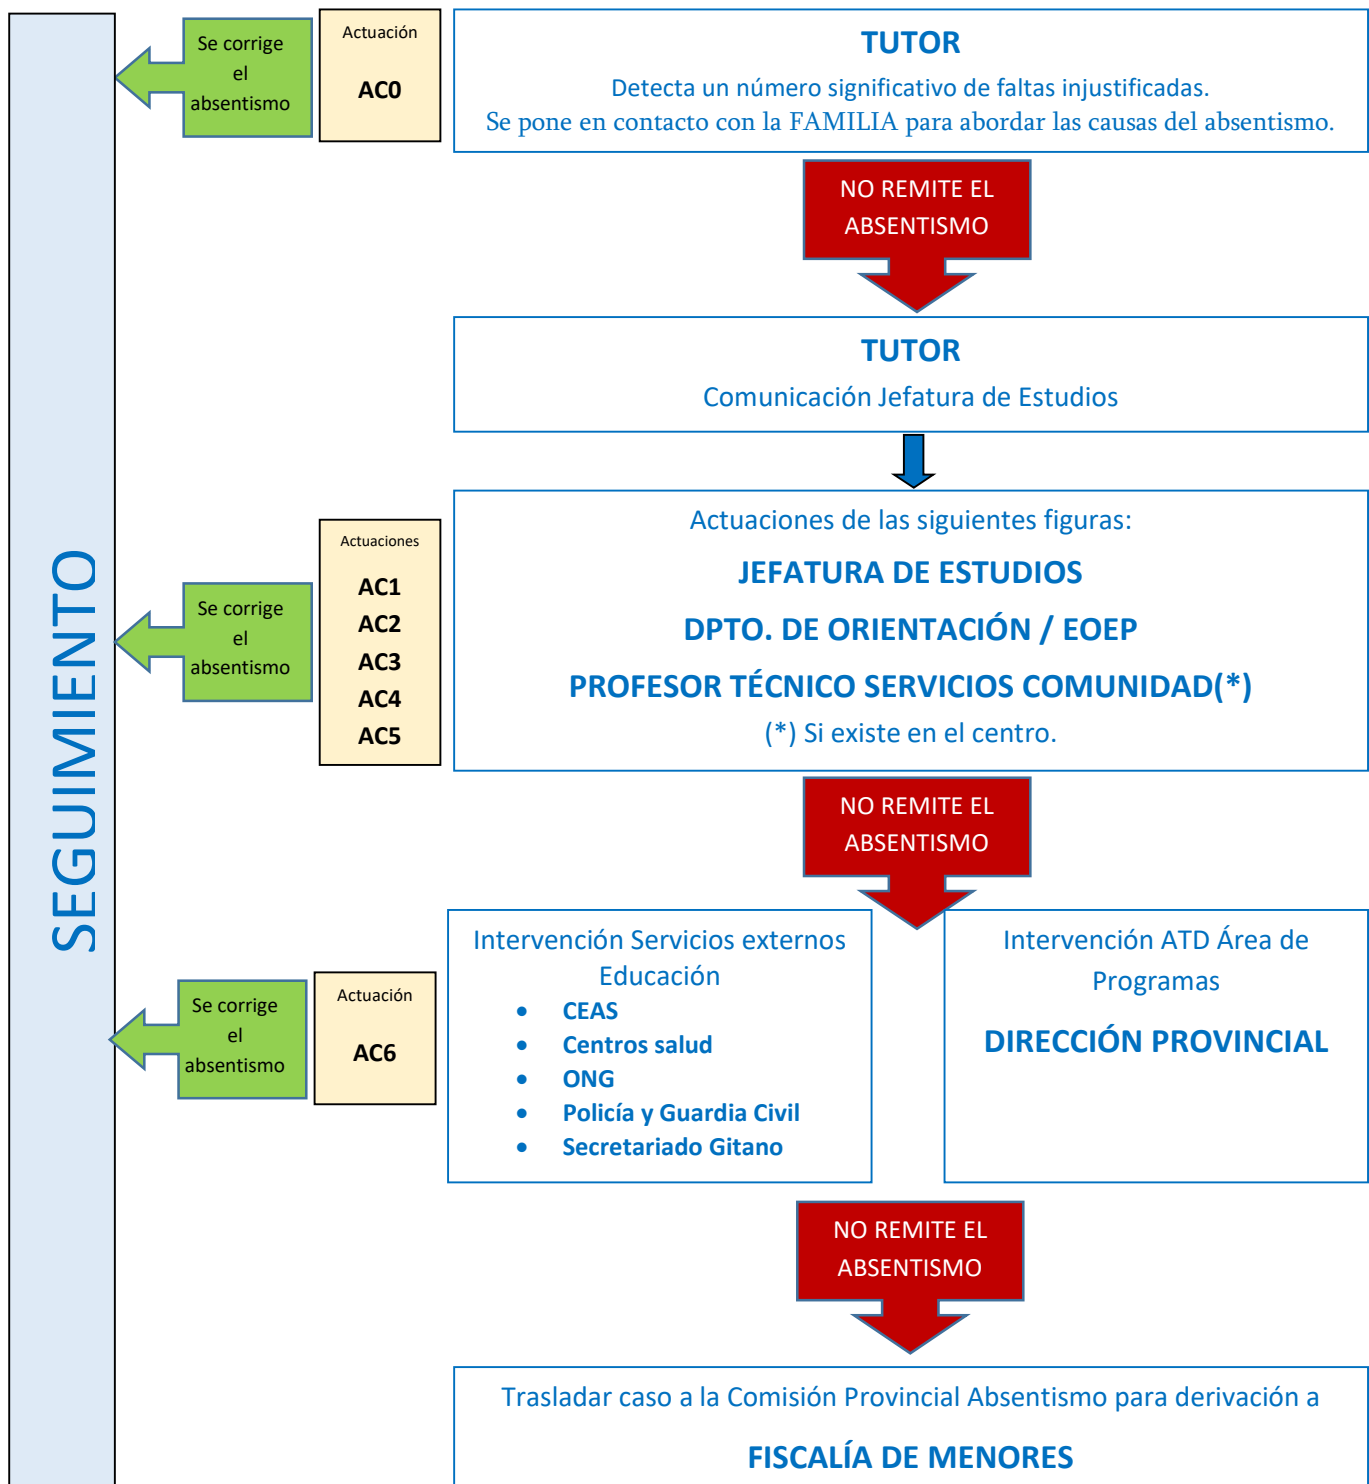 SEGUIMIENTO
Se corrige
el
absentismo
Actuación
AC0
TUTOR
Detecta un número significativo de faltas injustificadas.
Se pone en contacto con la FAMILIA para abordar las causas del absentismo.
NO REMITE EL
ABSENTISMO
TUTOR
Comunicación Jefatura de Estudios
Se corrige
el
absentismo
Actuaciones
AC1
AC2
AC3
AC4
AC5
Actuaciones de las siguientes figuras:
JEFATURA DE ESTUDIOS
DPTO. DE ORIENTACIÓN / EOEP
PROFESOR TÉCNICO SERVICIOS COMUNIDAD(*)
(*) Si existe en el centro.
NO REMITE EL
ABSENTISMO
Se corrige
el
absentismo
Actuación
AC6
Intervención Servicios externos
Educación
• CEAS
• Centros salud
• ONG
• Policía y Guardia Civil
• Secretariado Gitano
Intervención ATD Área de
Programas
DIRECCIÓN PROVINCIAL
NO REMITE EL
ABSENTISMO
Trasladar caso a la Comisión Provincial Absentismo para derivación a
FISCALÍA DE MENORES